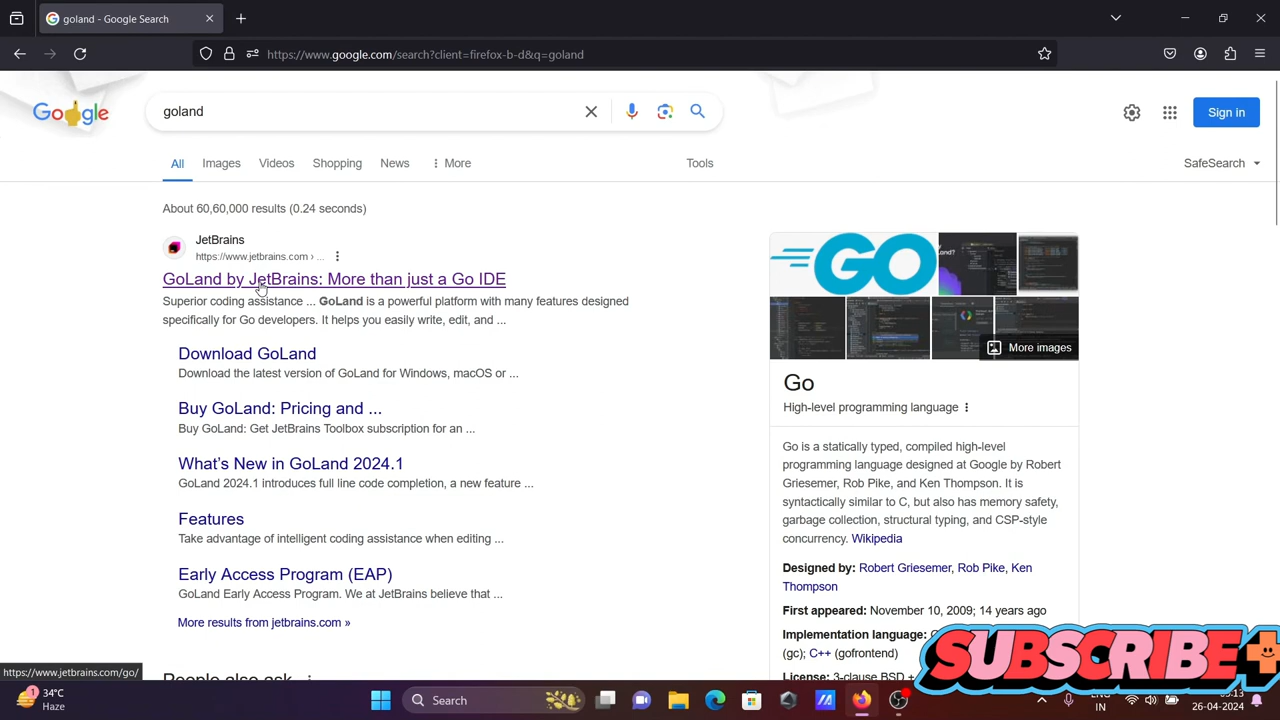 goland - Google Search
https://www.google.com/search?client=firefox-b-d&q=goland
Google
goland
Sign in
All
Images
Videos
Shopping
News
More
Tools
SafeSearch
About 60,60,000 results (0.24 seconds)
JetBrains
https://www.jetbrains.com › ...
GoLand by JetBrains: More than just a Go IDE
Superior coding assistance ... GoLand is a powerful platform with many features designed
specifically for Go developers. It helps you easily write, edit, and ...
Download GoLand
Download the latest version of GoLand for Windows, macOS or ...
Buy GoLand: Pricing and ...
Buy GoLand: Get JetBrains Toolbox subscription for an ...
What's New in GoLand 2024.1
GoLand 2024.1 introduces full line code completion, a new feature ...
Features
Take advantage of intelligent coding assistance when editing ...
Early Access Program (EAP)
GoLand Early Access Program. We at JetBrains believe that ...
More results from jetbrains.com »
People also ask
GO
More images
Go
High-level programming language
Go is a statically typed, compiled high-level
programming language designed at Google by Robert
Griesemer, Rob Pike, and Ken Thompson. It is
syntactically similar to C, but also has memory safety,
garbage collection, structural typing, and CSP-style
concurrency. Wikipedia
Designed by: Robert Griesemer, Rob Pike, Ken
Thompson
First appeared: November 10, 2009; 14 years ago
Implementation language:
(gc); C++ (gofrontend)
License: 3-clause BSD +
SUBSCRIBE+
https://www.jetbrains.com/go/
34°C
Haze
1
Search
ENG
IN
05:13
26-04-2024